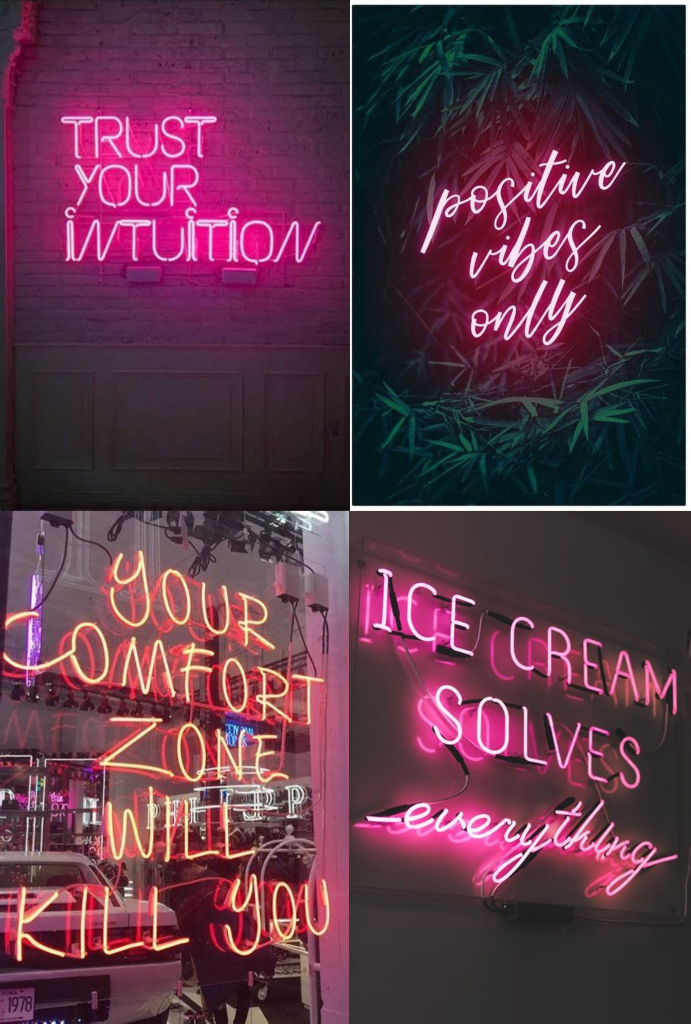 TRUST
YOUR
iNTUiTiON
positive
vibes
only
YOUR
COMFORT
ZONE
WILL
KILL YOU
1978
ICE CREAM
SOLVES
everything